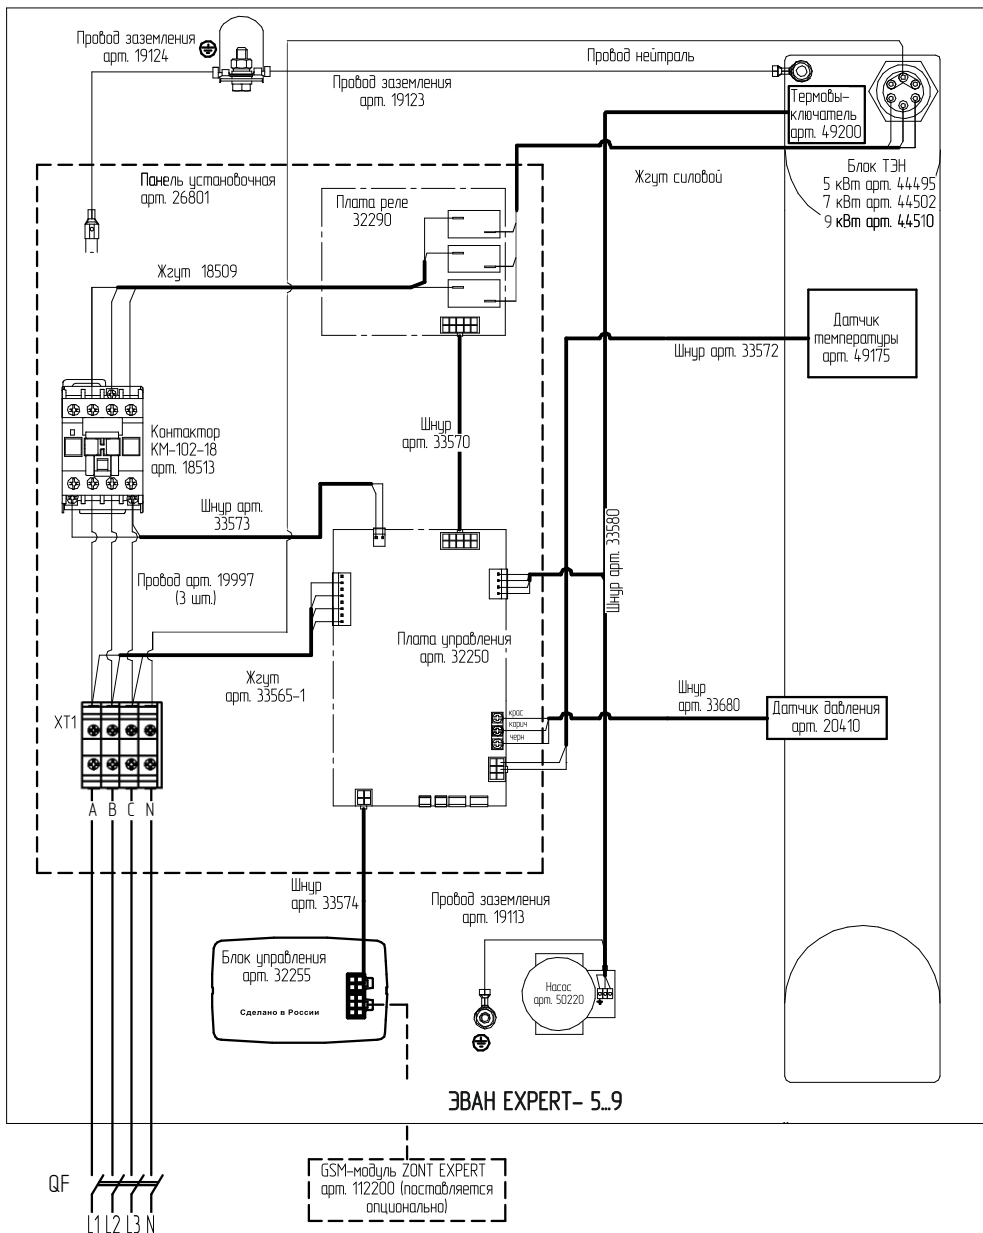 Провод заземления
арт. 19124
Провод заземления
арт. 19123
Провод нейтраль
Термовы-
ключатель
арт. 49200
Блок ТЭН
5 кВт арт. 44495
7 кВт арт. 44502
9 кВт арт. 44510
Жгут силовой
Панель установочная
арт. 26801
Плата реле
32290
Жгут 18509
Датчик
температуры
арт. 49175
Шнур арт. 33572
Шнур
арт. 33570
Контактор
КМ-102-18
арт. 18513
Шнур арт.
33573
Шнур арт. 33580
Провод арт. 19997
(3 шт.)
Плата управления
арт. 32250
Жгут
арт. 33565-1
XT1
Шнур
арт. 33680
Датчик давления
арт. 20410
крас
корич
черн
A B C N
Шнур
арт. 33574
Провод заземления
арт. 19113
Блок управления
арт. 32255
Сделано в России
Насос
арт. 50220
ЭВАН EXPERT- 5...9
GSM-модуль ZONT EXPERT
арт. 112200 (поставляется
опционально)
QF
L1 L2 L3 N